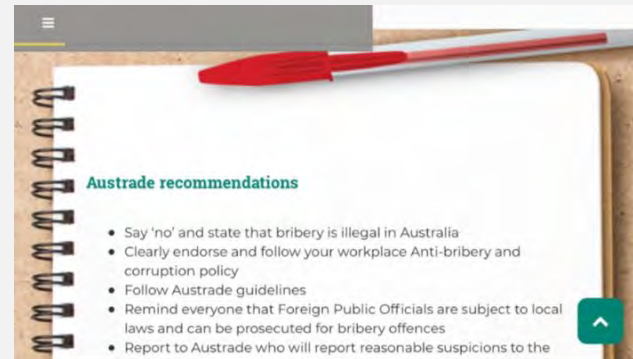 Austrade recommendations
• Say ‘no’ and state that bribery is illegal in Australia
• Clearly endorse and follow your workplace Anti-bribery and
corruption policy
• Follow Austrade guidelines
• Remind everyone that Foreign Public Officials are subject to local
laws and can be prosecuted for bribery offences
• Report to Austrade who will report reasonable suspicions to the